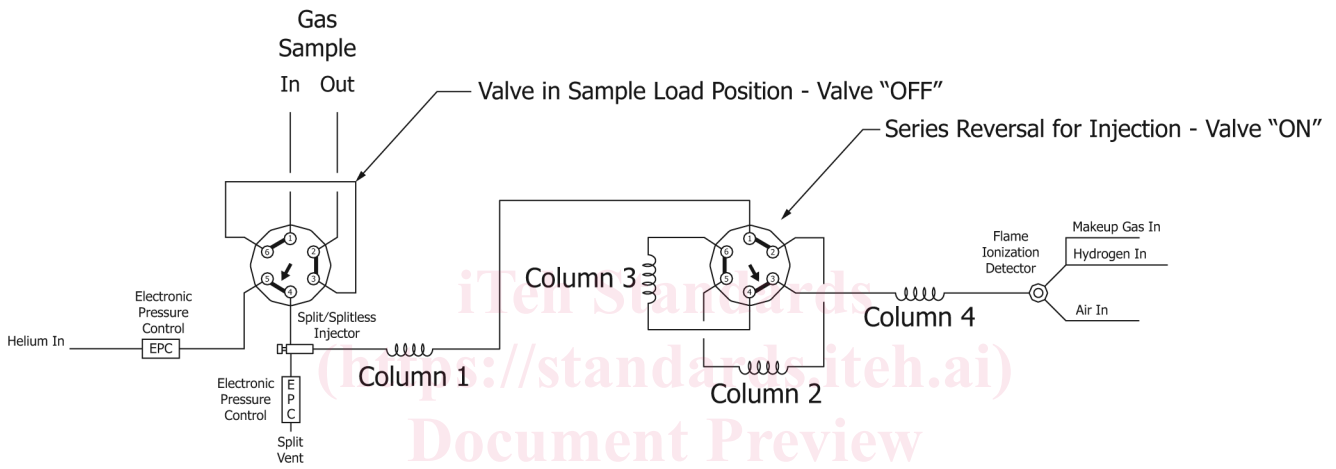 Gas
Sample
In Out
Valve in Sample Load Position - Valve “OFF”
Series Reversal for Injection - Valve “ON”
1
2
3
4
5
6
1
2
3
4
5
6
Column 3
Flame
Ionization
Detector
Makeup Gas In
Hydrogen In
Air In
Column 4
Electronic
Pressure
Control
Helium In
EPC
Split/Splitless
Injector
Column 1
Column 2
Electronic
Pressure
Control
E
P
C
Split
Vent
iTeh Standards
(https://standards.iteh.ai)
Document Preview